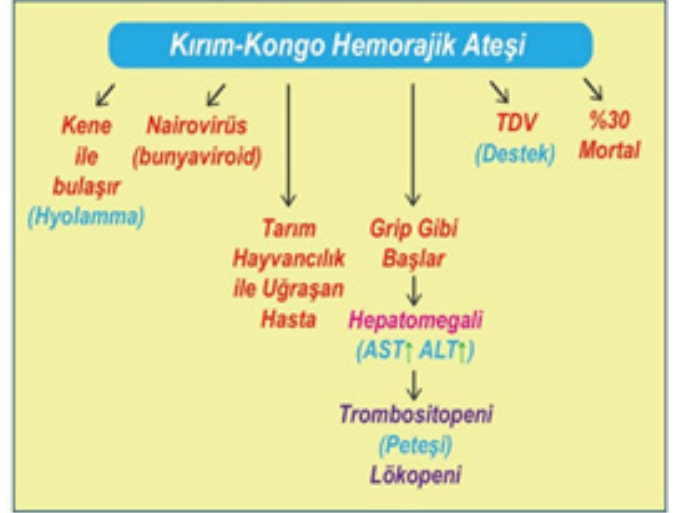 Kırım-Kongo Hemorajik Ateşi
Kene
ile
bulaşır
(Hyolamma)
Nairovirüs
(bunyaviroid)
Tarım
Hayvancılık
ile Uğraşan
Hasta
Grip Gibi
Başlar
Hepatomegali
(AST↑ ALT↑)
Trombositopeni
(Peteşi)
Lökopeni
TDV
(Destek)
%30
Mortal